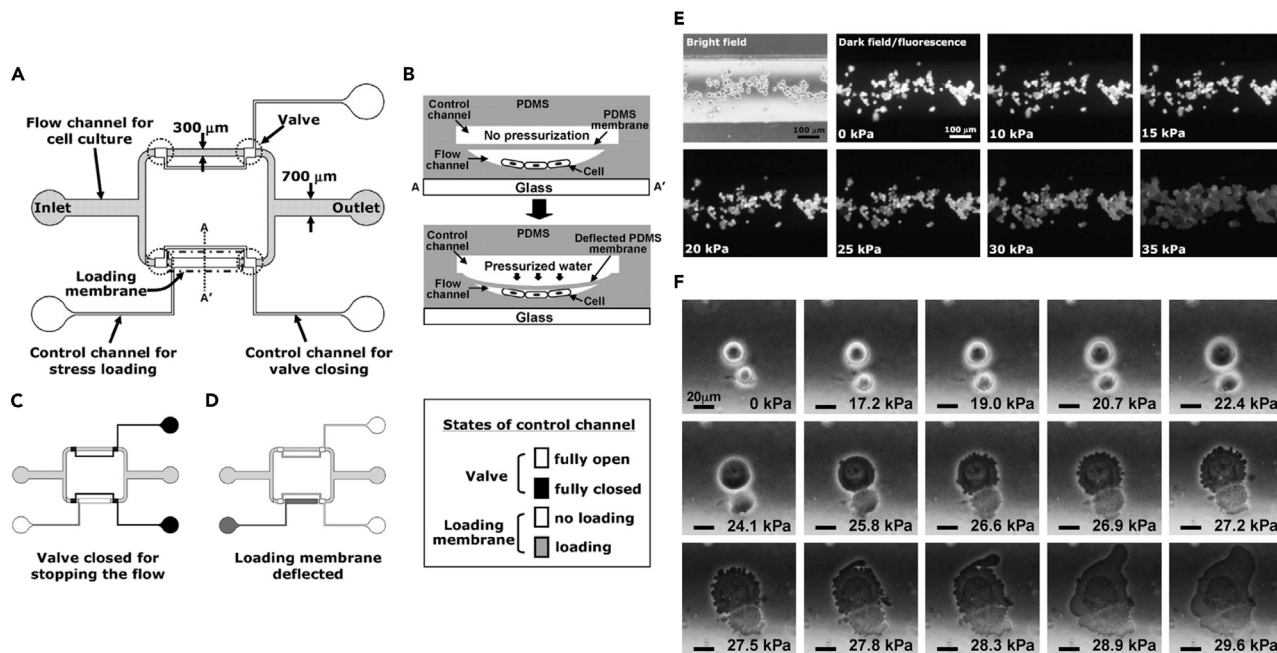 A
Flow channel for
cell culture
300 μm
Valve
700 μm
Inlet
Outlet
A
A'
Loading
membrane
Control channel for
stress loading
Control channel for
valve closing
B
Control
channel
PDMS
PDMS
membrane
No pressurization
Flow
channel
Cell
A
Glass
A'
Control
channel
PDMS
Deflected PDMS
membrane
Pressurized water
Flow
channel
Cell
Glass
C
Valve closed for
stopping the flow
D
Loading membrane
deflected
States of control channel
Valve
fully open
fully closed
Loading
membrane
no loading
loading
E
Bright field
100 μm
Dark field/fluorescence
0 kPa
100 μm
10 kPa
15 kPa
20 kPa
25 kPa
30 kPa
35 kPa
F
20μm
0 kPa
17.2 kPa
19.0 kPa
20.7 kPa
22.4 kPa
24.1 kPa
25.8 kPa
26.6 kPa
26.9 kPa
27.2 kPa
27.5 kPa
27.8 kPa
28.3 kPa
28.9 kPa
29.6 kPa